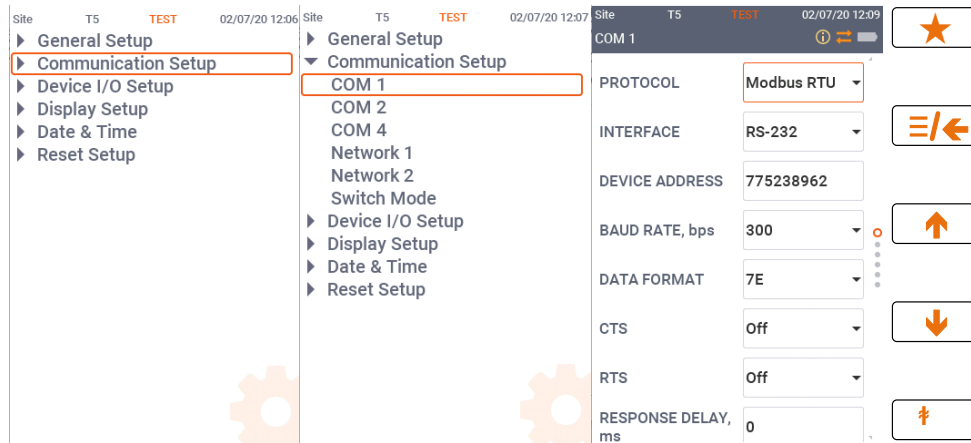 Site T5 TEST 02/07/20 12:06
General Setup
Communication Setup
Device I/O Setup
Display Setup
Date & Time
Reset Setup
Site T5 TEST 02/07/20 12:07
General Setup
Communication Setup
COM 1
COM 2
COM 4
Network 1
Network 2
Switch Mode
Device I/O Setup
Display Setup
Date & Time
Reset Setup
Site T5 TEST 02/07/20 12:09
COM 1
PROTOCOL Modbus RTU
INTERFACE RS-232
DEVICE ADDRESS 775238962
BAUD RATE, bps 300
DATA FORMAT 7E
CTS Off
RTS Off
RESPONSE DELAY, 0
ms